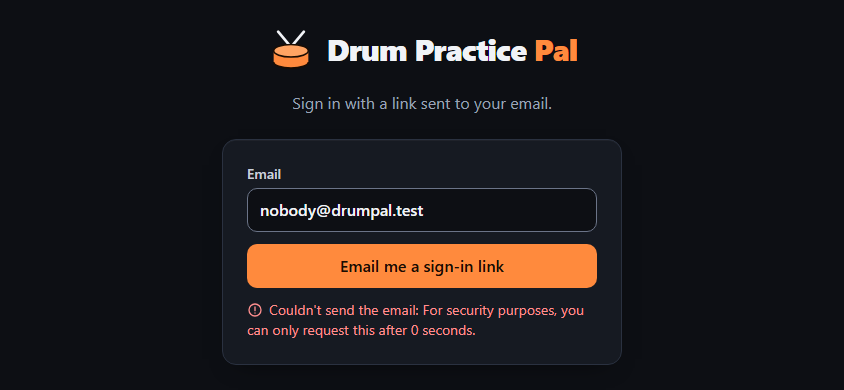 Drum Practice Pal
Sign in with a link sent to your email.
Email
nobody@drumpal.test
Email me a sign-in link
Couldn't send the email: For security purposes, you
can only request this after 0 seconds.